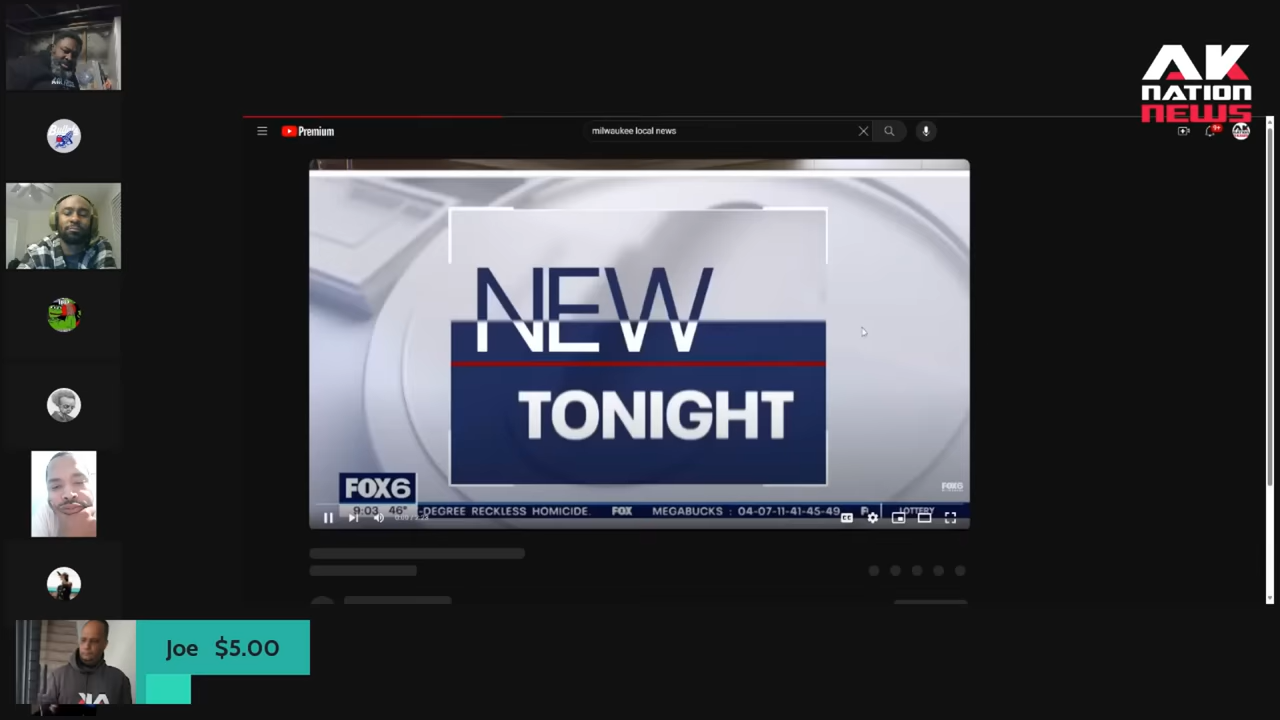 AK
NATION
NEWS
Premium
milwaukee local news
9+
NEW
TONIGHT
FOX6
FOX6
9:03 46° -DEGREE RECKLESS HOMICIDE. FOX MEGABUCKS : 04-07-11-41-45-49 LOTTERY
Joe $5.00